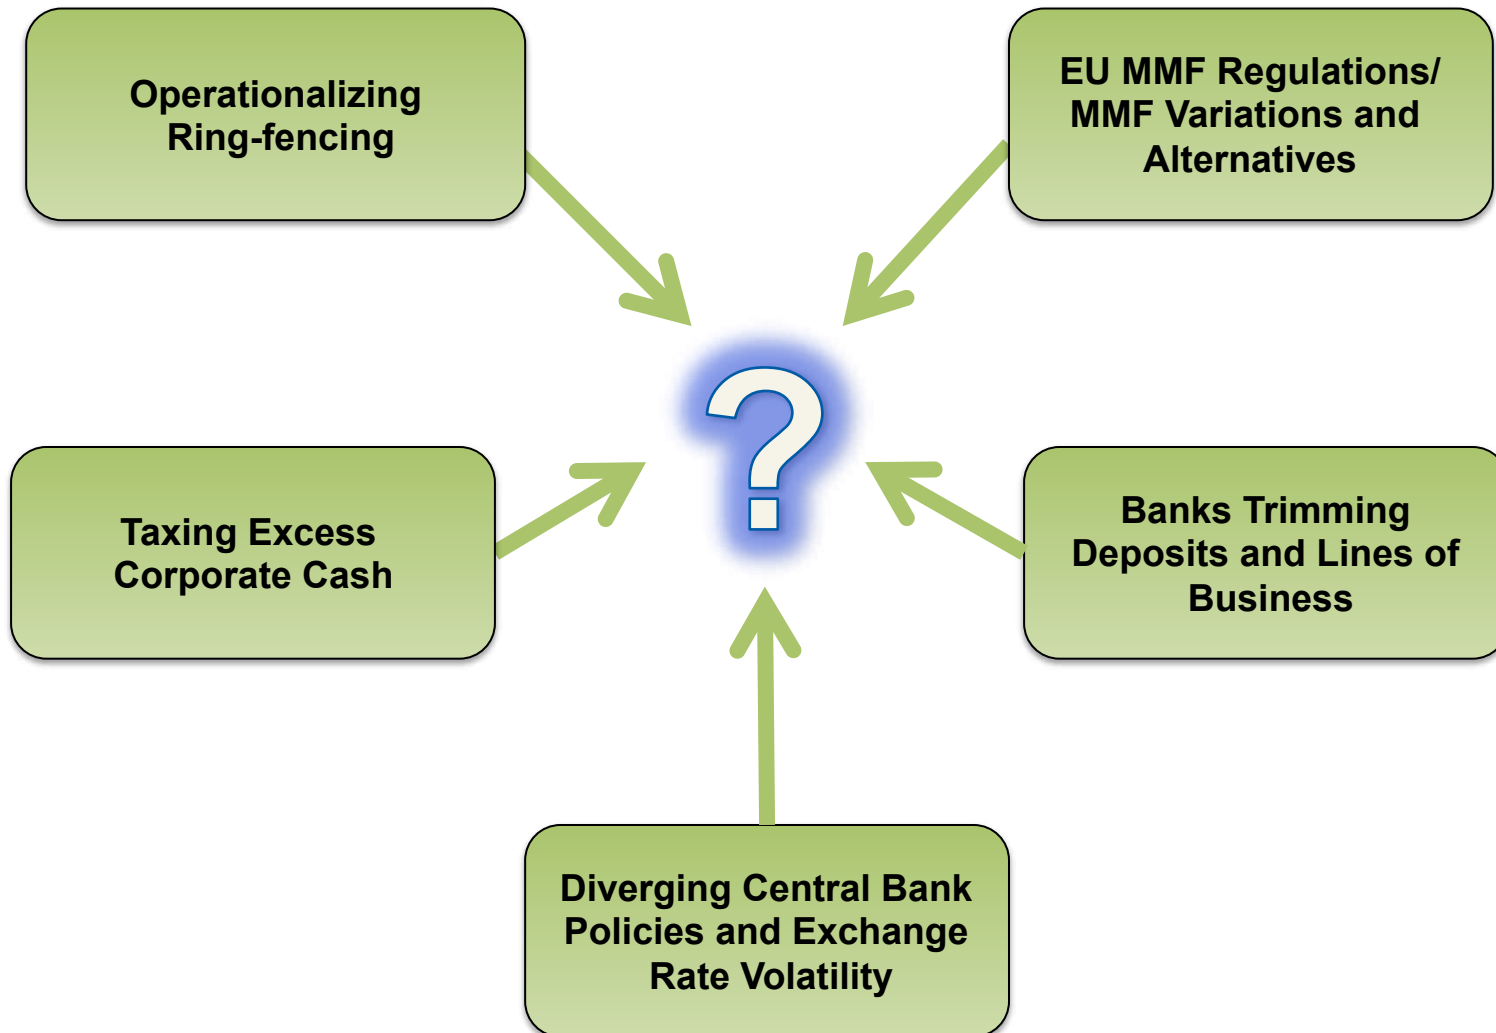 Operationalizing
Ring-fencing
EU MMF Regulations/
MMF Variations and
Alternatives
?
Taxing Excess
Corporate Cash
Banks Trimming
Deposits and Lines of
Business
Diverging Central Bank
Policies and Exchange
Rate Volatility